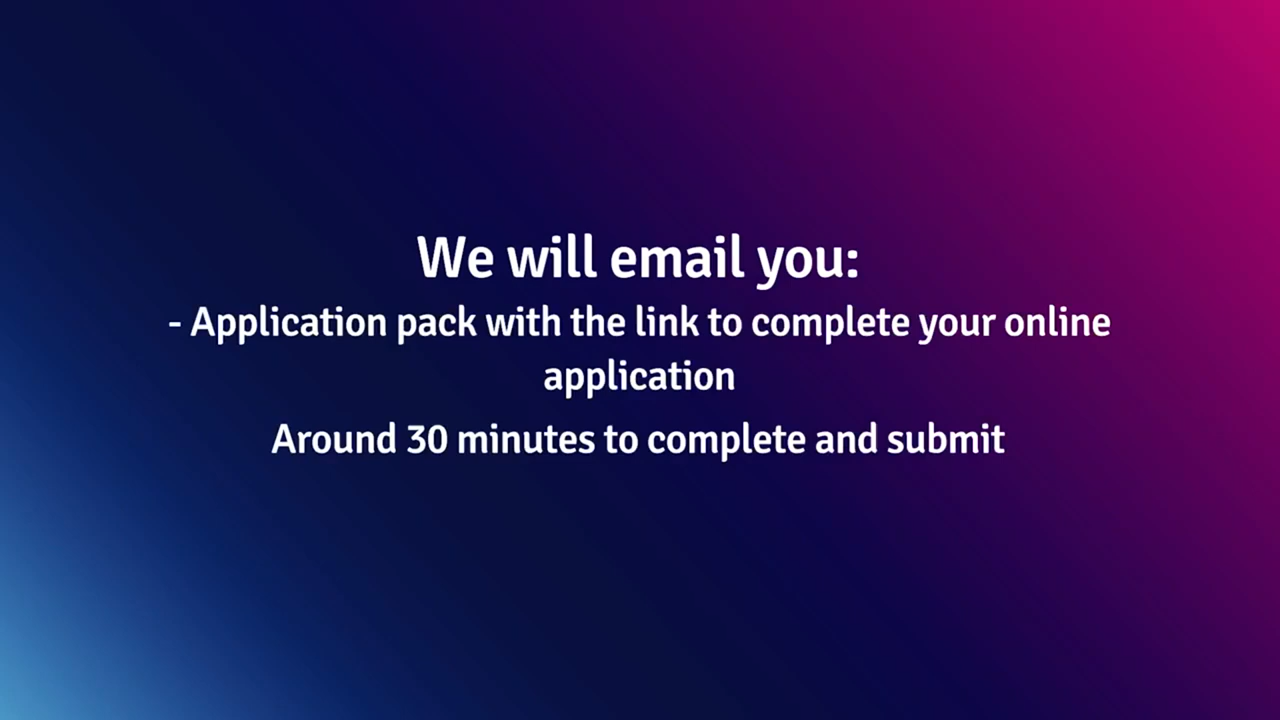 We will email you:
- Application pack with the link to complete your online
application
Around 30 minutes to complete and submit